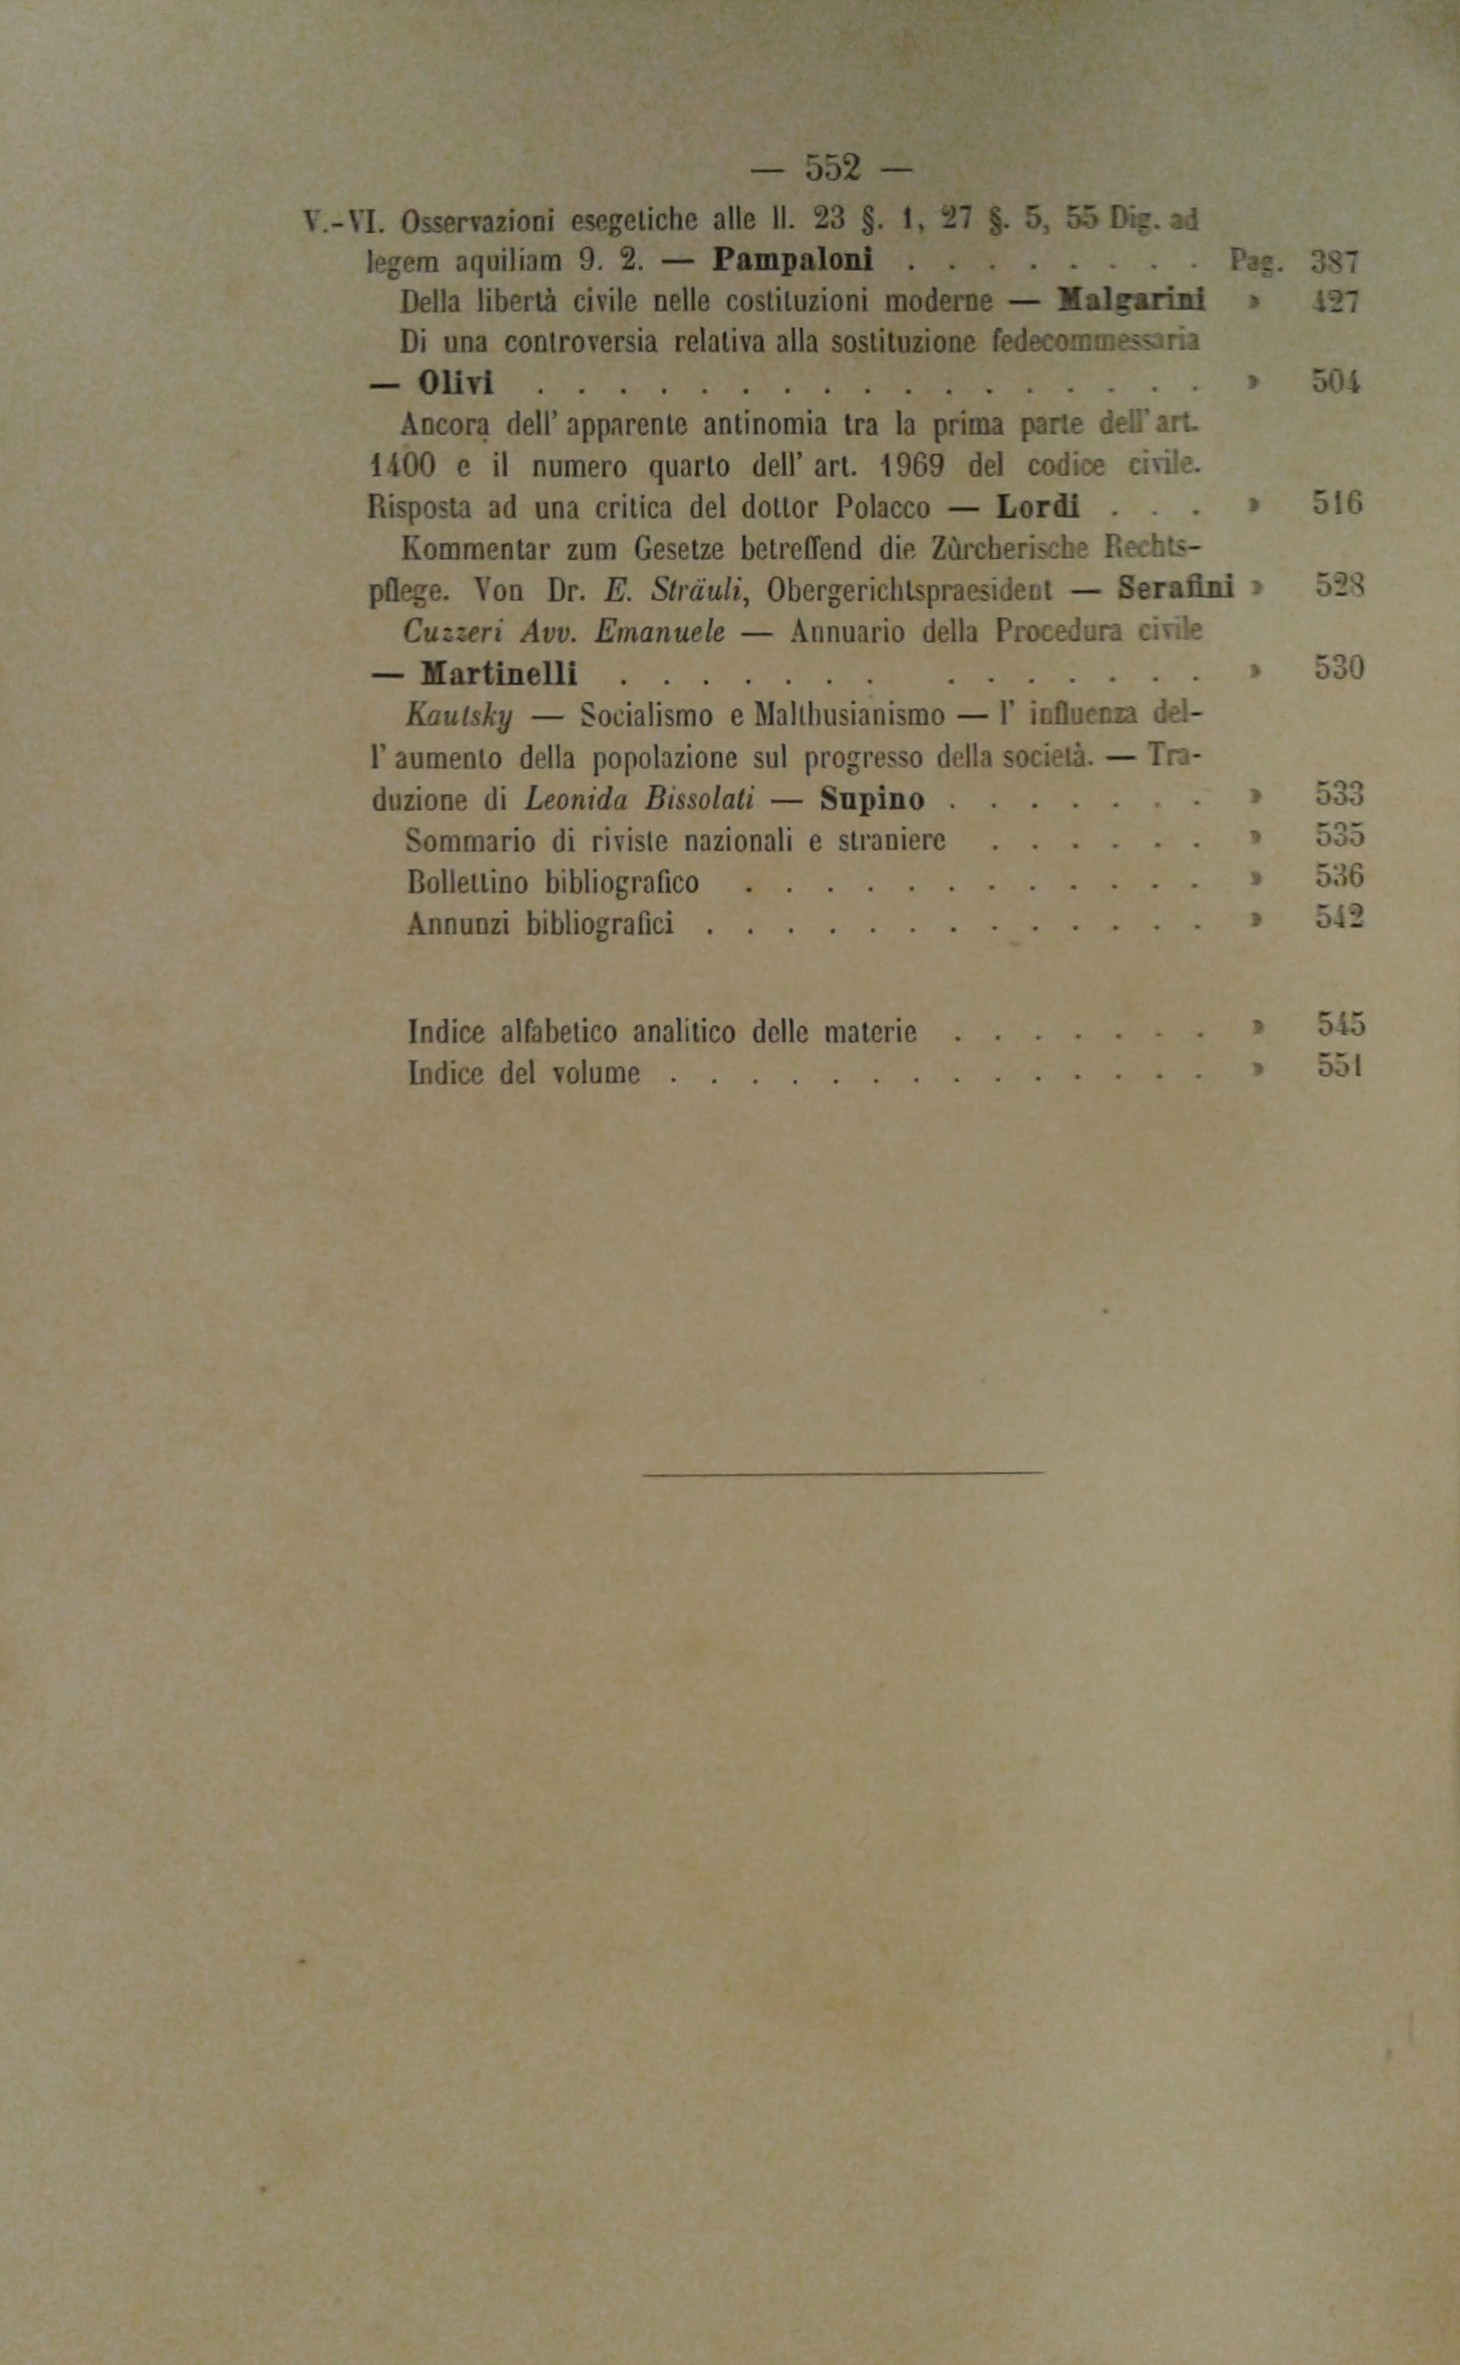 — 552 —
V.-VI. Osservazioni esegetiche alle ll. 23 §. 1, 27 §. 5, 55 Dig. ad
legem aquiliam 9. 2. — Pampaloni . . . . . . . . Pag. 387
Della libertà civile nelle costituzioni moderne — Malgarini » 427
Di una controversia relativa alla sostituzione fedecommessaria
— Olivi . . . . . . . . . . . . . . . . . » 504
Ancora dell' apparente antinomia tra la prima parte dell' art.
1400 e il numero quarto dell' art. 1969 del codice civile.
Risposta ad una critica del dottor Polacco — Lordi . . . » 516
Kommentar zum Gesetze betreffend die Zùrcherische Rechts-
pflege. Von Dr. E. Sträuli, Obergerichtspraesident — Serafini » 528
Cuzzeri Avv. Emanuele — Annuario della Procedura civile
— Martinelli . . . . . . . . . . . . . . » 530
Kautsky — Socialismo e Malthusianismo — l' influenza del-
l' aumento della popolazione sul progresso della società. — Tra-
duzione di Leonida Bissolati — Supino . . . . . . . » 533
Sommario di riviste nazionali e straniere . . . . . . » 535
Bollettino bibliografico . . . . . . . . . . . . » 536
Annunzi bibliografici . . . . . . . . . . . . . » 542
Indice alfabetico analitico delle materie . . . . . . . » 545
Indice del volume . . . . . . . . . . . . . . » 551